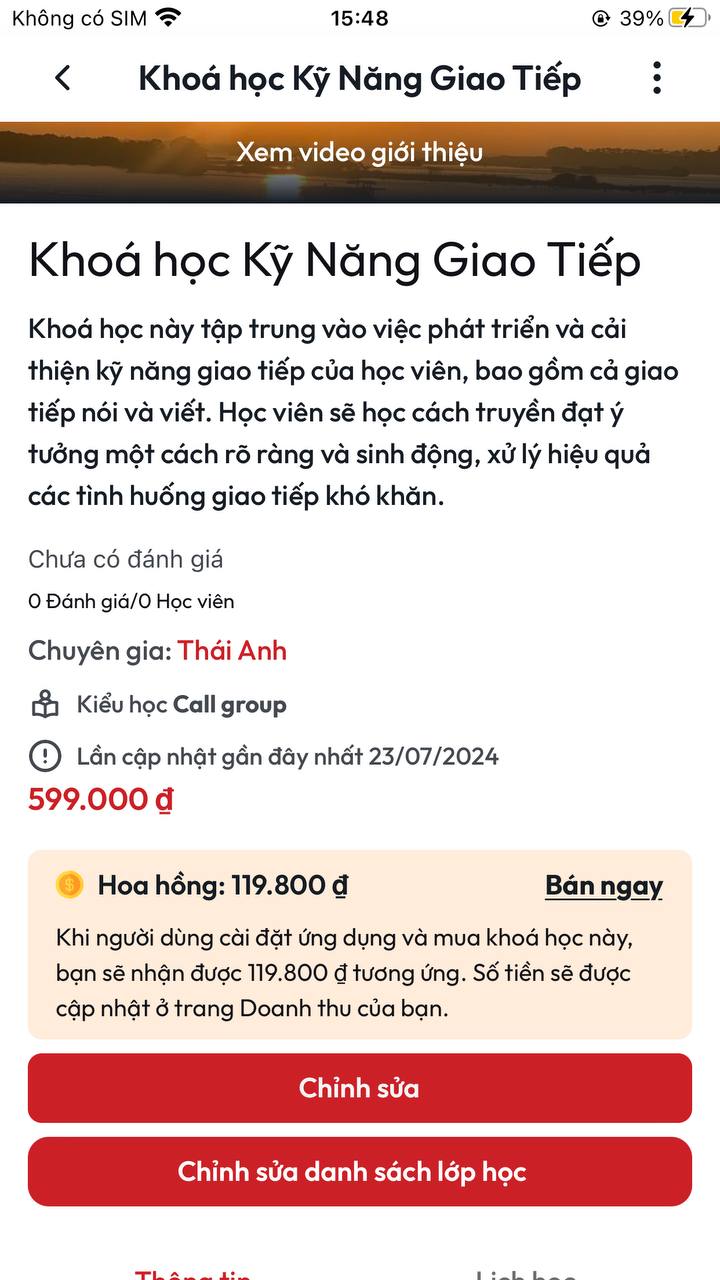 Không có SIM 15:48 39%
Khoá học Kỹ Năng Giao Tiếp
Xem video giới thiệu
Khoá học Kỹ Năng Giao Tiếp
Khoá học này tập trung vào việc phát triển và cải
thiện kỹ năng giao tiếp của học viên, bao gồm cả giao
tiếp nói và viết. Học viên sẽ học cách truyền đạt ý
tưởng một cách rõ ràng và sinh động, xử lý hiệu quả
các tình huống giao tiếp khó khăn.
Chưa có đánh giá
0 Đánh giá/0 Học viên
Chuyên gia: Thái Anh
Kiểu học Call group
Lần cập nhật gần đây nhất 23/07/2024
599.000 ₫
Hoa hồng: 119.800 ₫ Bán ngay
Khi người dùng cài đặt ứng dụng và mua khoá học này,
bạn sẽ nhận được 119.800 ₫ tương ứng. Số tiền sẽ được
cập nhật ở trang Doanh thu của bạn.
Chỉnh sửa
Chỉnh sửa danh sách lớp học
Thông tin Lịch học